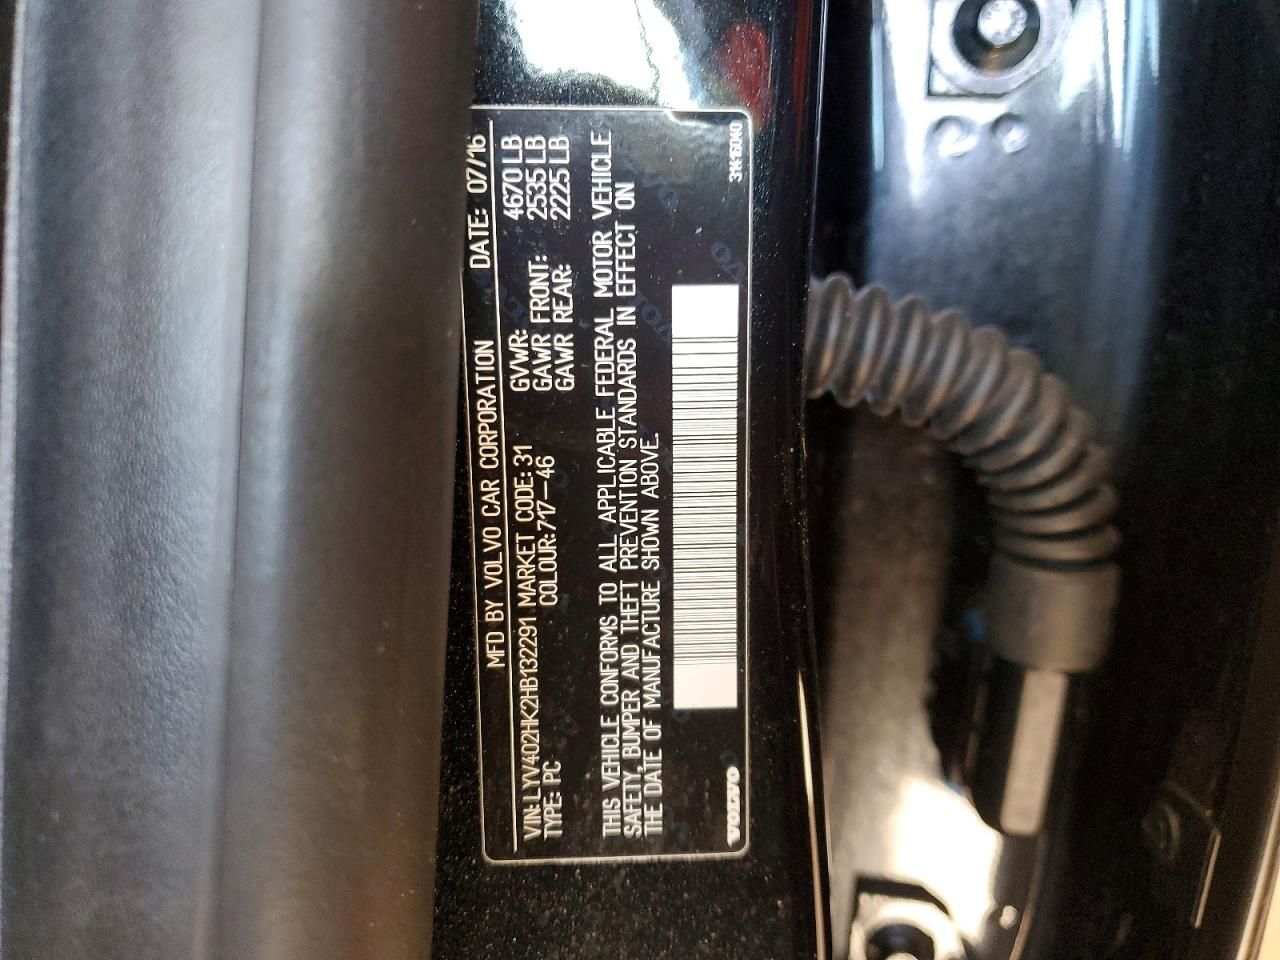 MFD BY VOLVO CAR CORPORATION DATE: 07/16
VIN: LYV402HK2HB132291 MARKET CODE: 31 GVWR: 4670 LB
TYPE: PC COLOUR: 717-46 GAWR FRONT: 2535 LB
GAWR REAR: 2225 LB
THIS VEHICLE CONFORMS TO ALL APPLICABLE FEDERAL MOTOR VEHICLE
SAFETY, BUMPER AND THEFT PREVENTION STANDARDS IN EFFECT ON
THE DATE OF MANUFACTURE SHOWN ABOVE.
VOLVO